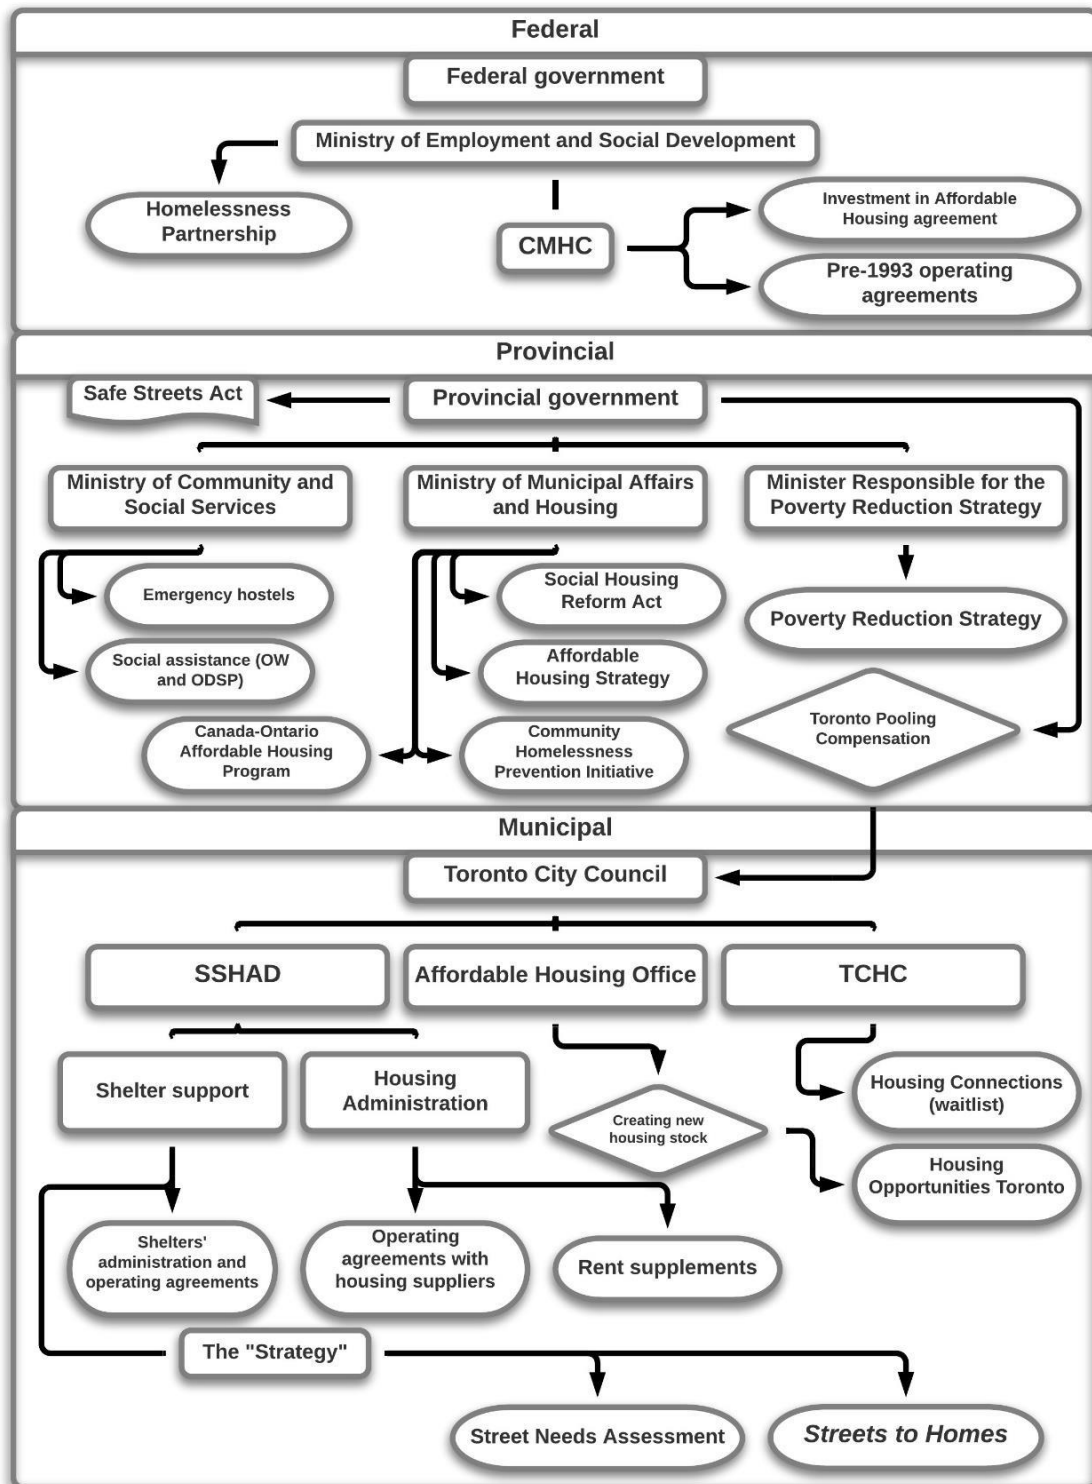 Federal
Federal government
Ministry of Employment and Social Development
Homelessness
Partnership
CMHC
Investment in Affordable
Housing agreement
Pre-1993 operating
agreements
Provincial
Safe Streets Act
Provincial government
Ministry of Community and
Social Services
Ministry of Municipal Affairs
and Housing
Minister Responsible for the
Poverty Reduction Strategy
Emergency hostels
Social Housing
Reform Act
Poverty Reduction Strategy
Social assistance (OW
and ODSP)
Affordable
Housing Strategy
Canada-Ontario
Affordable Housing
Program
Community
Homelessness
Prevention Initiative
Toronto Pooling
Compensation
Municipal
Toronto City Council
SSHAD
Affordable Housing Office
TCHC
Shelter support
Housing
Administration
Creating new
housing stock
Housing Connections
(waitlist)
Housing
Opportunities Toronto
Shelters'
administration and
operating agreements
Operating
agreements with
housing suppliers
Rent supplements
The "Strategy"
Street Needs Assessment
Streets to Homes